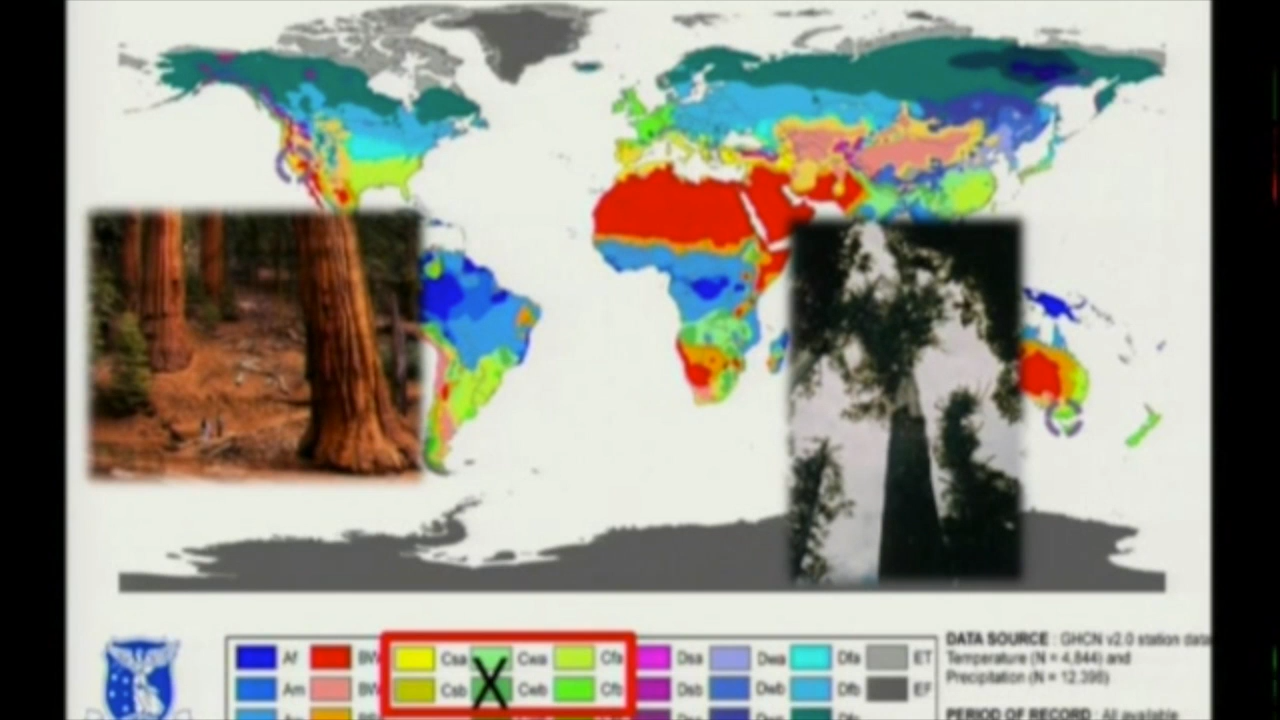 Af BW Csa Cwa Cfa Dsa Dwa Dfa ET
Am BW Csb Cwb Cfb Dsb Dwb Dfb EF
DATA SOURCE : GHCN v2.0 station data
Temperature (N = 4,844) and
Precipitation (N = 12,396)
PERIOD OF RECORD : All available